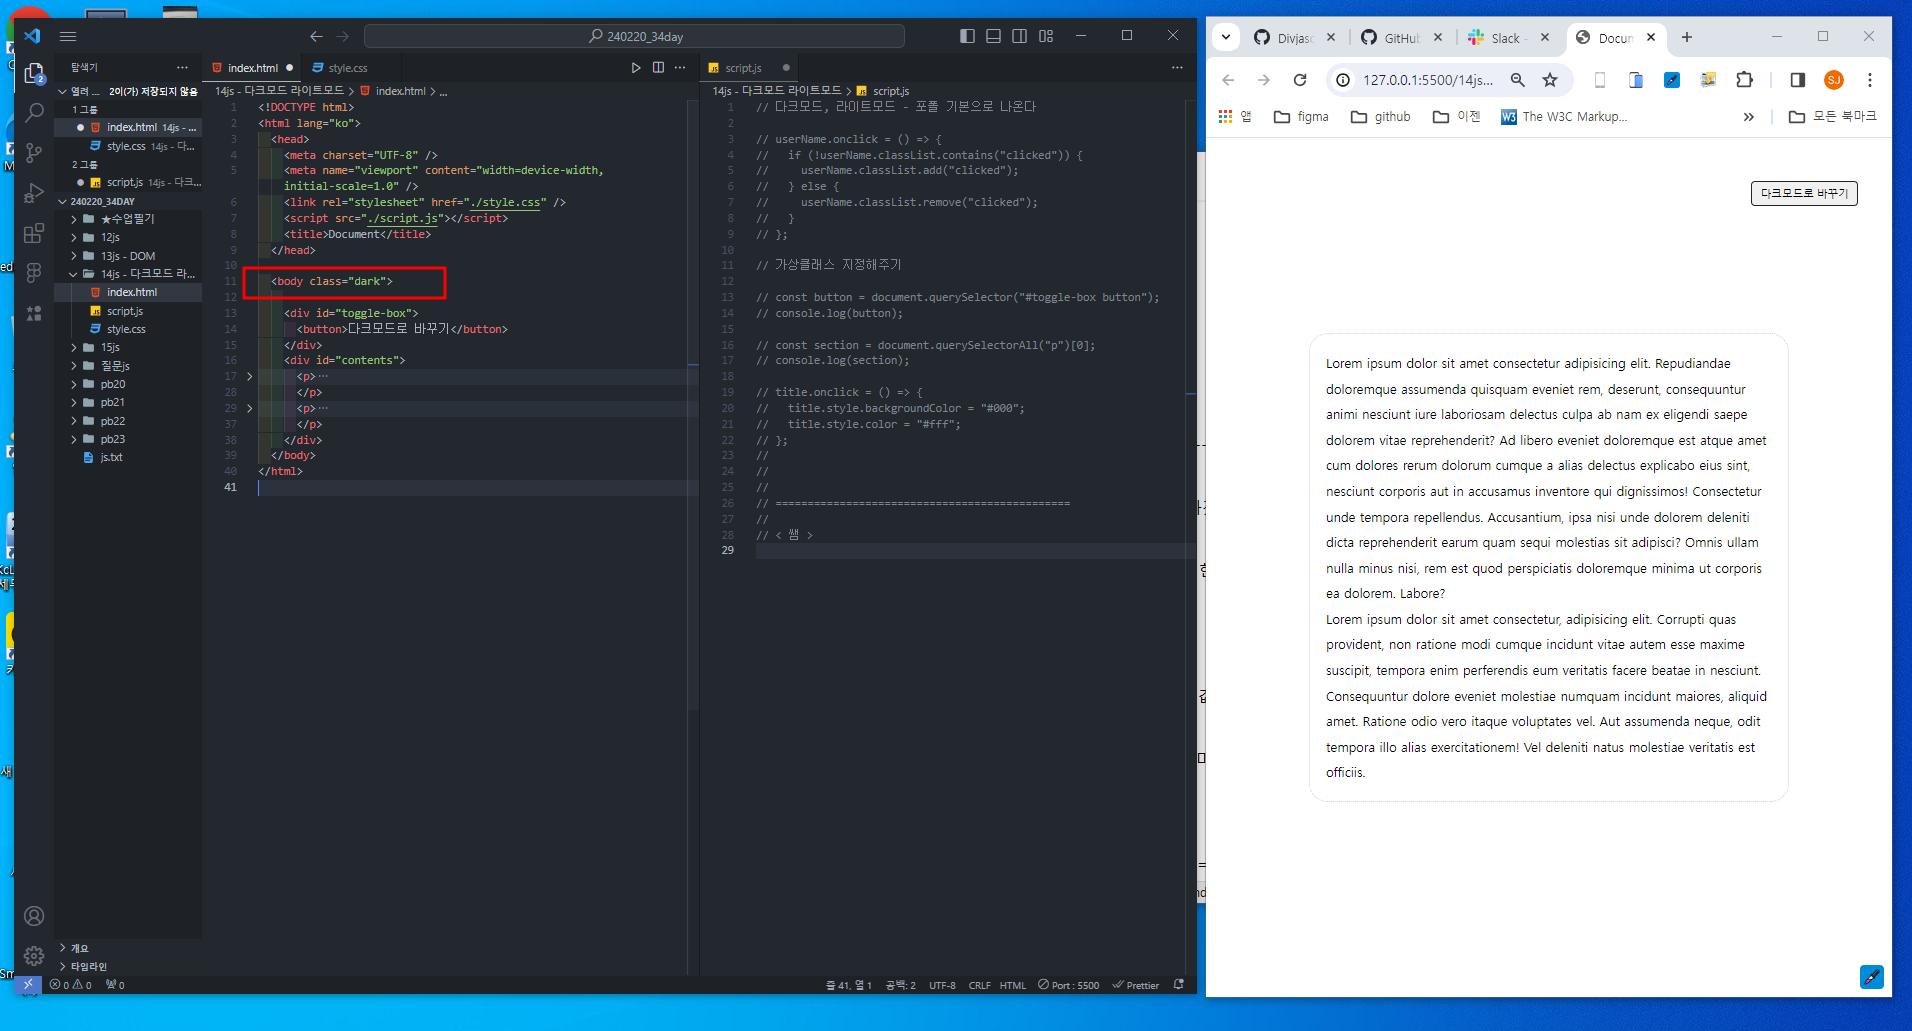 240220_34day
탐색기
열려 ... 2이(가) 저장되지 않음
1 그룹
index.html 14js - ...
style.css 14js - 다...
2 그룹
script.js 14js - 다크...
240220_34DAY
★수업필기
12js
13js - DOM
14js - 다크모드 라...
index.html
script.js
style.css
15js
질문js
pb20
pb21
pb22
pb23
js.txt
개요
타임라인
index.html
style.css
14js - 다크모드 라이트모드 > index.html > ...
1 <!DOCTYPE html>
2 <html lang="ko">
3 <head>
4 <meta charset="UTF-8" />
5 <meta name="viewport" content="width=device-width,
initial-scale=1.0" />
6 <link rel="stylesheet" href="./style.css" />
7 <script src="./script.js"></script>
8 <title>Document</title>
9 </head>
10
11 <body class="dark">
12
13 <div id="toggle-box">
14 <button>다크모드로 바꾸기</button>
15 </div>
16 <div id="contents">
17 <p>...
28 </p>
29 <p>...
37 </p>
38 </div>
39 </body>
40 </html>
41
script.js
14js - 다크모드 라이트모드 > script.js
1 // 다크모드, 라이트모드 - 포폴 기본으로 나온다
2
3 // userName.onclick = () => {
4 //   if (!userName.classList.contains("clicked")) {
5 //     userName.classList.add("clicked");
6 //   } else {
7 //     userName.classList.remove("clicked");
8 //   }
9 // };
10
11 // 가상클래스 지정해주기
12
13 // const button = document.querySelector("#toggle-box button");
14 // console.log(button);
15
16 // const section = document.querySelectorAll("p")[0];
17 // console.log(section);
18
19 // title.onclick = () => {
20 //   title.style.backgroundColor = "#000";
21 //   title.style.color = "#fff";
22 // };
23 //
24 //
25 //
26 // ==============================================
27 //
28 // < 쌤 >
29
0 0 0
줄 41, 열 1 공백: 2 UTF-8 CRLF HTML Port : 5500 Prettier
Divjasc
GitHub
Slack -
Docun
127.0.0.1:5500/14js...
SJ
앱 figma github 이젠 W3 The W3C Markup... » 모든 북마크
다크모드로 바꾸기
Lorem ipsum dolor sit amet consectetur adipisicing elit. Repudiandae
doloremque assumenda quisquam eveniet rem, deserunt, consequuntur
animi nesciunt iure laboriosam delectus culpa ab nam ex eligendi saepe
dolorem vitae reprehenderit? Ad libero eveniet doloremque est atque amet
cum dolores rerum dolorum cumque a alias delectus explicabo eius sint,
nesciunt corporis aut in accusamus inventore qui dignissimos! Consectetur
unde tempora repellendus. Accusantium, ipsa nisi unde dolorem deleniti
dicta reprehenderit earum quam sequi molestias sit adipisci? Omnis ullam
nulla minus nisi, rem est quod perspiciatis doloremque minima ut corporis
ea dolorem. Labore?
Lorem ipsum dolor sit amet consectetur, adipisicing elit. Corrupti quas
provident, non ratione modi cumque incidunt vitae autem esse maxime
suscipit, tempora enim perferendis eum veritatis facere beatae in nesciunt.
Consequuntur dolore eveniet molestiae numquam incidunt maiores, aliquid
amet. Ratione odio vero itaque voluptates vel. Aut assumenda neque, odit
tempora illo alias exercitationem! Vel deleniti natus molestiae veritatis est
officiis.